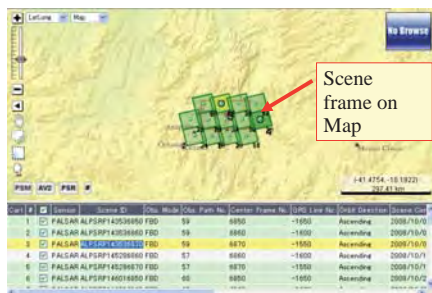 Lat/Long Map
No Browse
Scene
frame on
Map
Montes Claros
(-41.4754,-18.1922)
297.41 km
PSM AV2 PSR #
Cart # Sensor Scene ID Obs. Mode Obs. Path No. Center Frame No. GRS Line No Orbit Direction Scene Cen
1 PALSAR ALPSRP143536850 FBD 59 6850 -1650 Ascending 2008/10/0
2 PALSAR ALPSRP143536860 FBD 59 6860 -1600 Ascending 2008/10/0
3 PALSAR ALPSRP143536870 FBD 59 6870 -1550 Ascending 2008/10/0
4 PALSAR ALPSRP145286860 FBD 57 6860 -1600 Ascending 2008/10/1
5 PALSAR ALPSRP145286870 FBD 57 6870 -1550 Ascending 2008/10/1
6 PALSAR ALPSRP146016850 FBD 60 6850 -1650 Ascending 2008/10/2